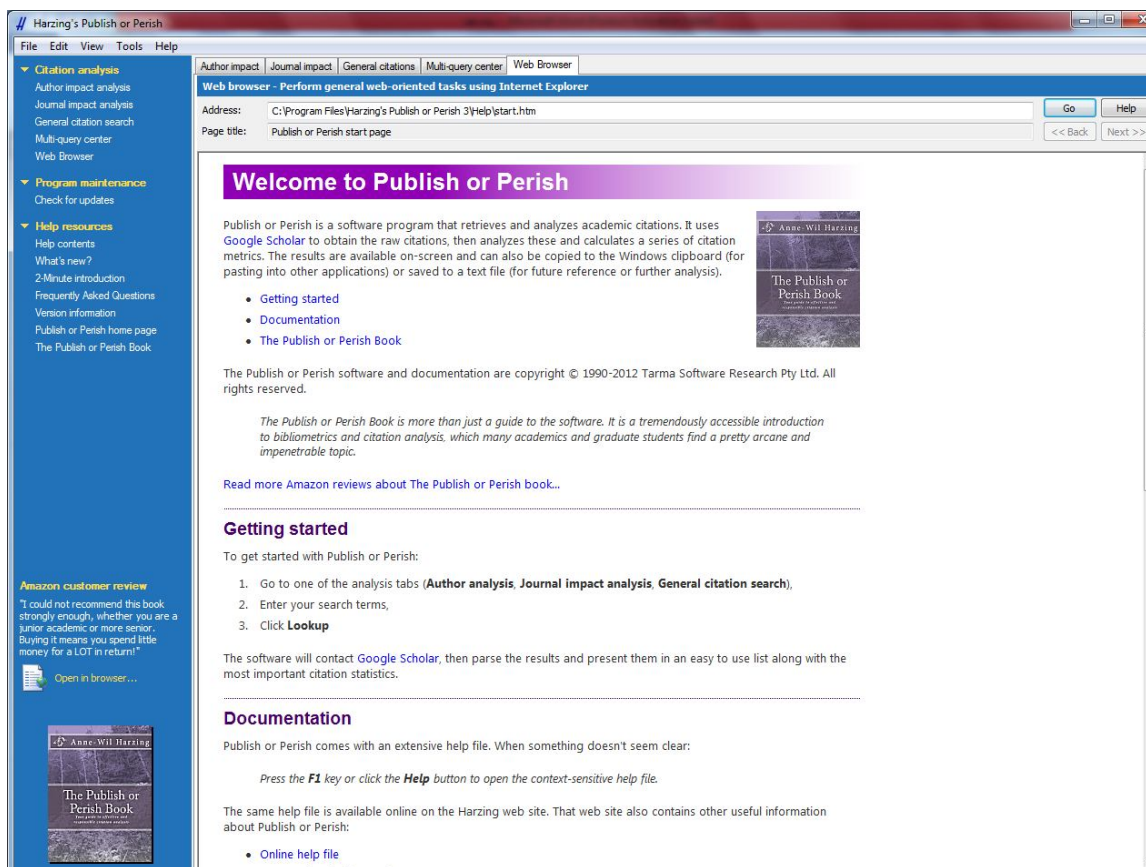 Harzing's Publish or Perish
File Edit View Tools Help
Citation analysis
Author impact analysis
Journal impact analysis
General citation search
Multi-query center
Web Browser
Program maintenance
Check for updates
Help resources
Help contents
What's new?
2-Minute introduction
Frequently Asked Questions
Version information
Publish or Perish home page
The Publish or Perish Book
Amazon customer review
"I could not recommend this book
strongly enough, whether you are a
junior academic or more senior.
Buying it means you spend little
money for a LOT in return!"
Open in browser...
Anne-Wil Harzing
The Publish or
Perish Book
Author impact Journal impact General citations Multi-query center Web Browser
Web browser - Perform general web-oriented tasks using Internet Explorer
Address: C:\Program Files\Harzing's Publish or Perish 3\Help\start.htm Go Help
Page title: Publish or Perish start page << Back Next >>
Welcome to Publish or Perish
Publish or Perish is a software program that retrieves and analyzes academic citations. It uses
Google Scholar to obtain the raw citations, then analyzes these and calculates a series of citation
metrics. The results are available on-screen and can also be copied to the Windows clipboard (for
pasting into other applications) or saved to a text file (for future reference or further analysis).
Anne-Wil Harzing
The Publish or
Perish Book
• Getting started
• Documentation
• The Publish or Perish Book
The Publish or Perish software and documentation are copyright © 1990-2012 Tarma Software Research Pty Ltd. All
rights reserved.
The Publish or Perish Book is more than just a guide to the software. It is a tremendously accessible introduction
to bibliometrics and citation analysis, which many academics and graduate students find a pretty arcane and
impenetrable topic.
Read more Amazon reviews about The Publish or Perish book...
Getting started
To get started with Publish or Perish:
1. Go to one of the analysis tabs (Author analysis, Journal impact analysis, General citation search),
2. Enter your search terms,
3. Click Lookup
The software will contact Google Scholar, then parse the results and present them in an easy to use list along with the
most important citation statistics.
Documentation
Publish or Perish comes with an extensive help file. When something doesn't seem clear:
Press the F1 key or click the Help button to open the context-sensitive help file.
The same help file is available online on the Harzing web site. That web site also contains other useful information
about Publish or Perish:
• Online help file